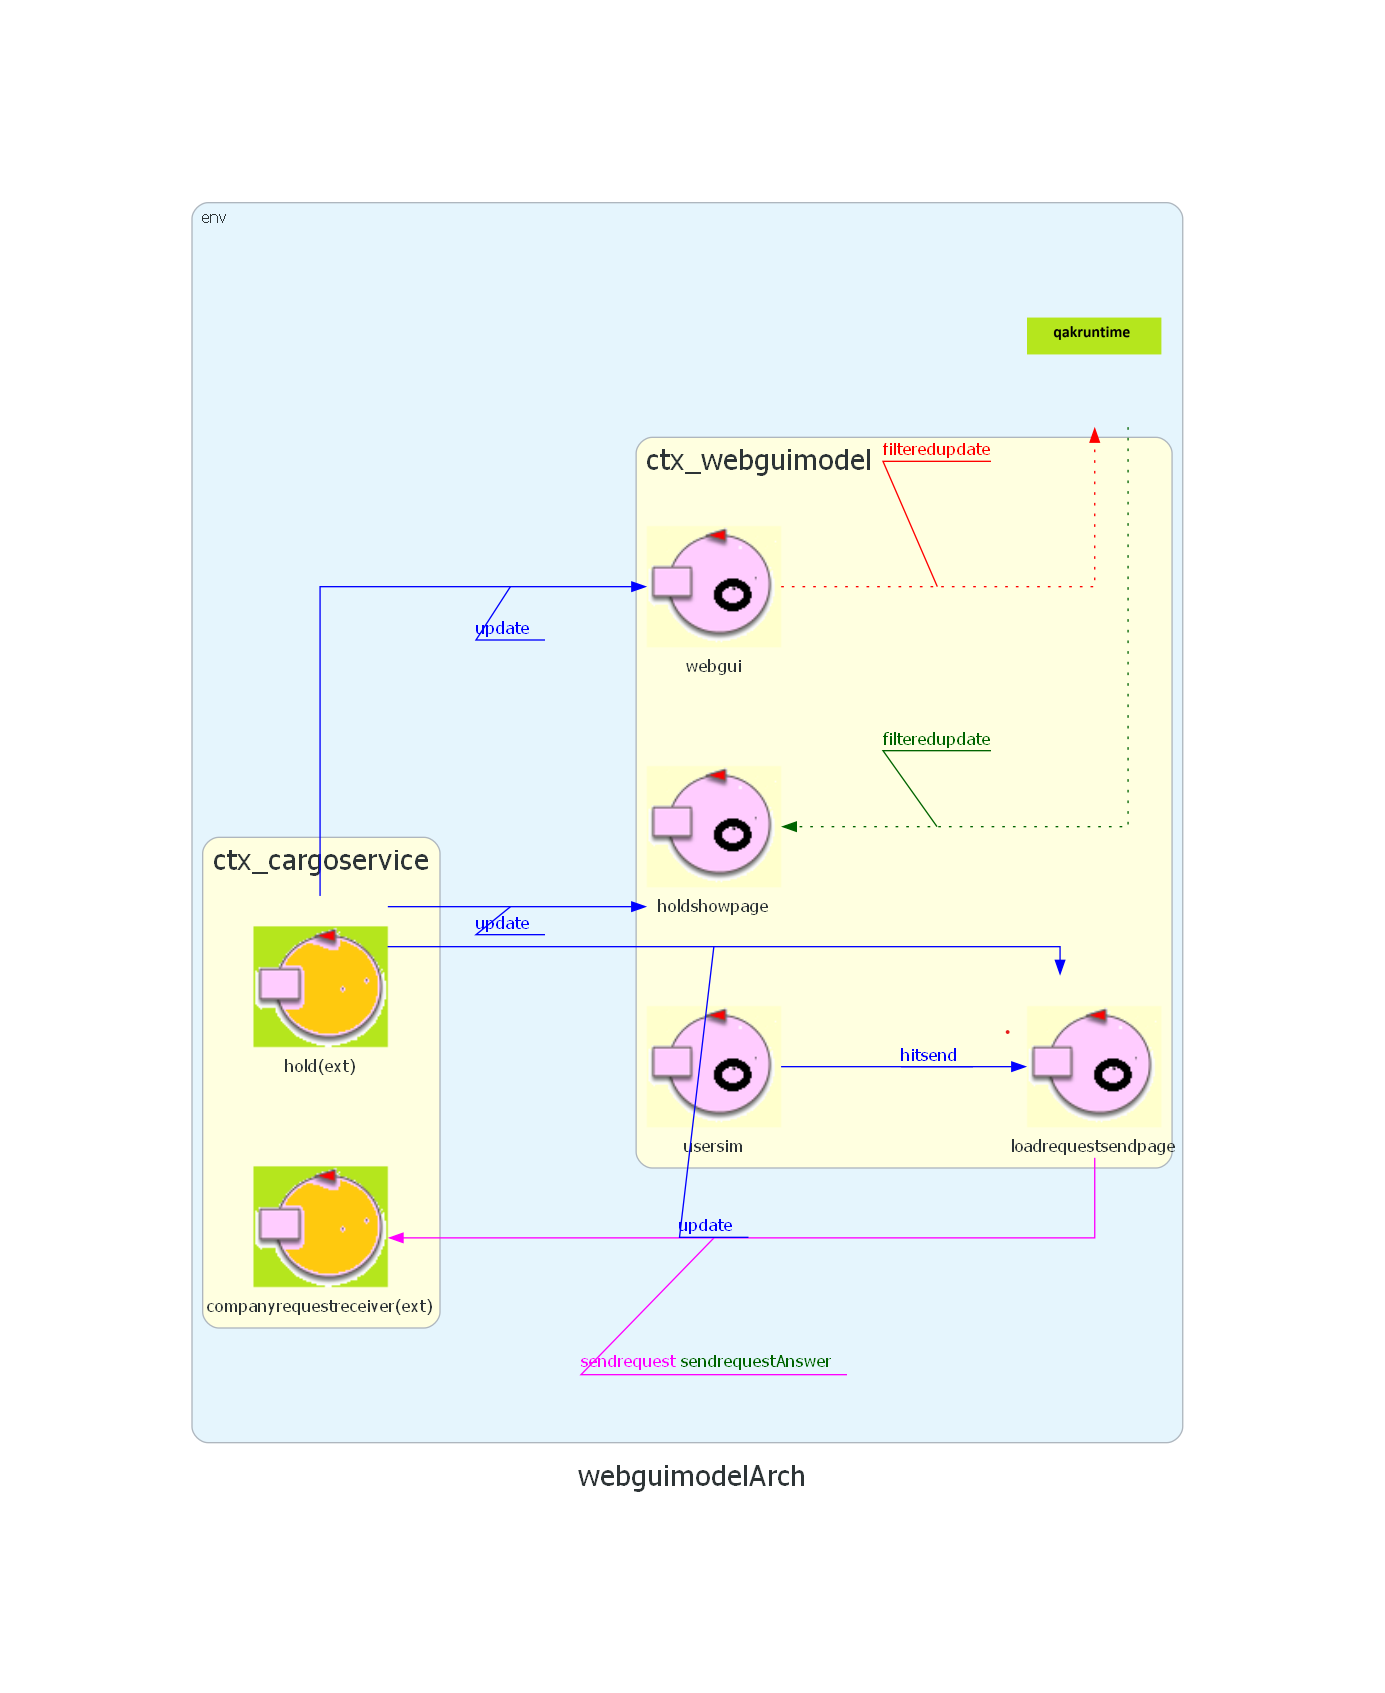 env
qakruntime
ctx_webguimodel
filteredupdate
update
webgui
filteredupdate
ctx_cargoservice
holdshowpage
update
hold(ext)
hitsend
usersim
loadrequestsendpage
update
companyrequestreceiver(ext)
sendrequest sendrequestAnswer
webguimodelArch